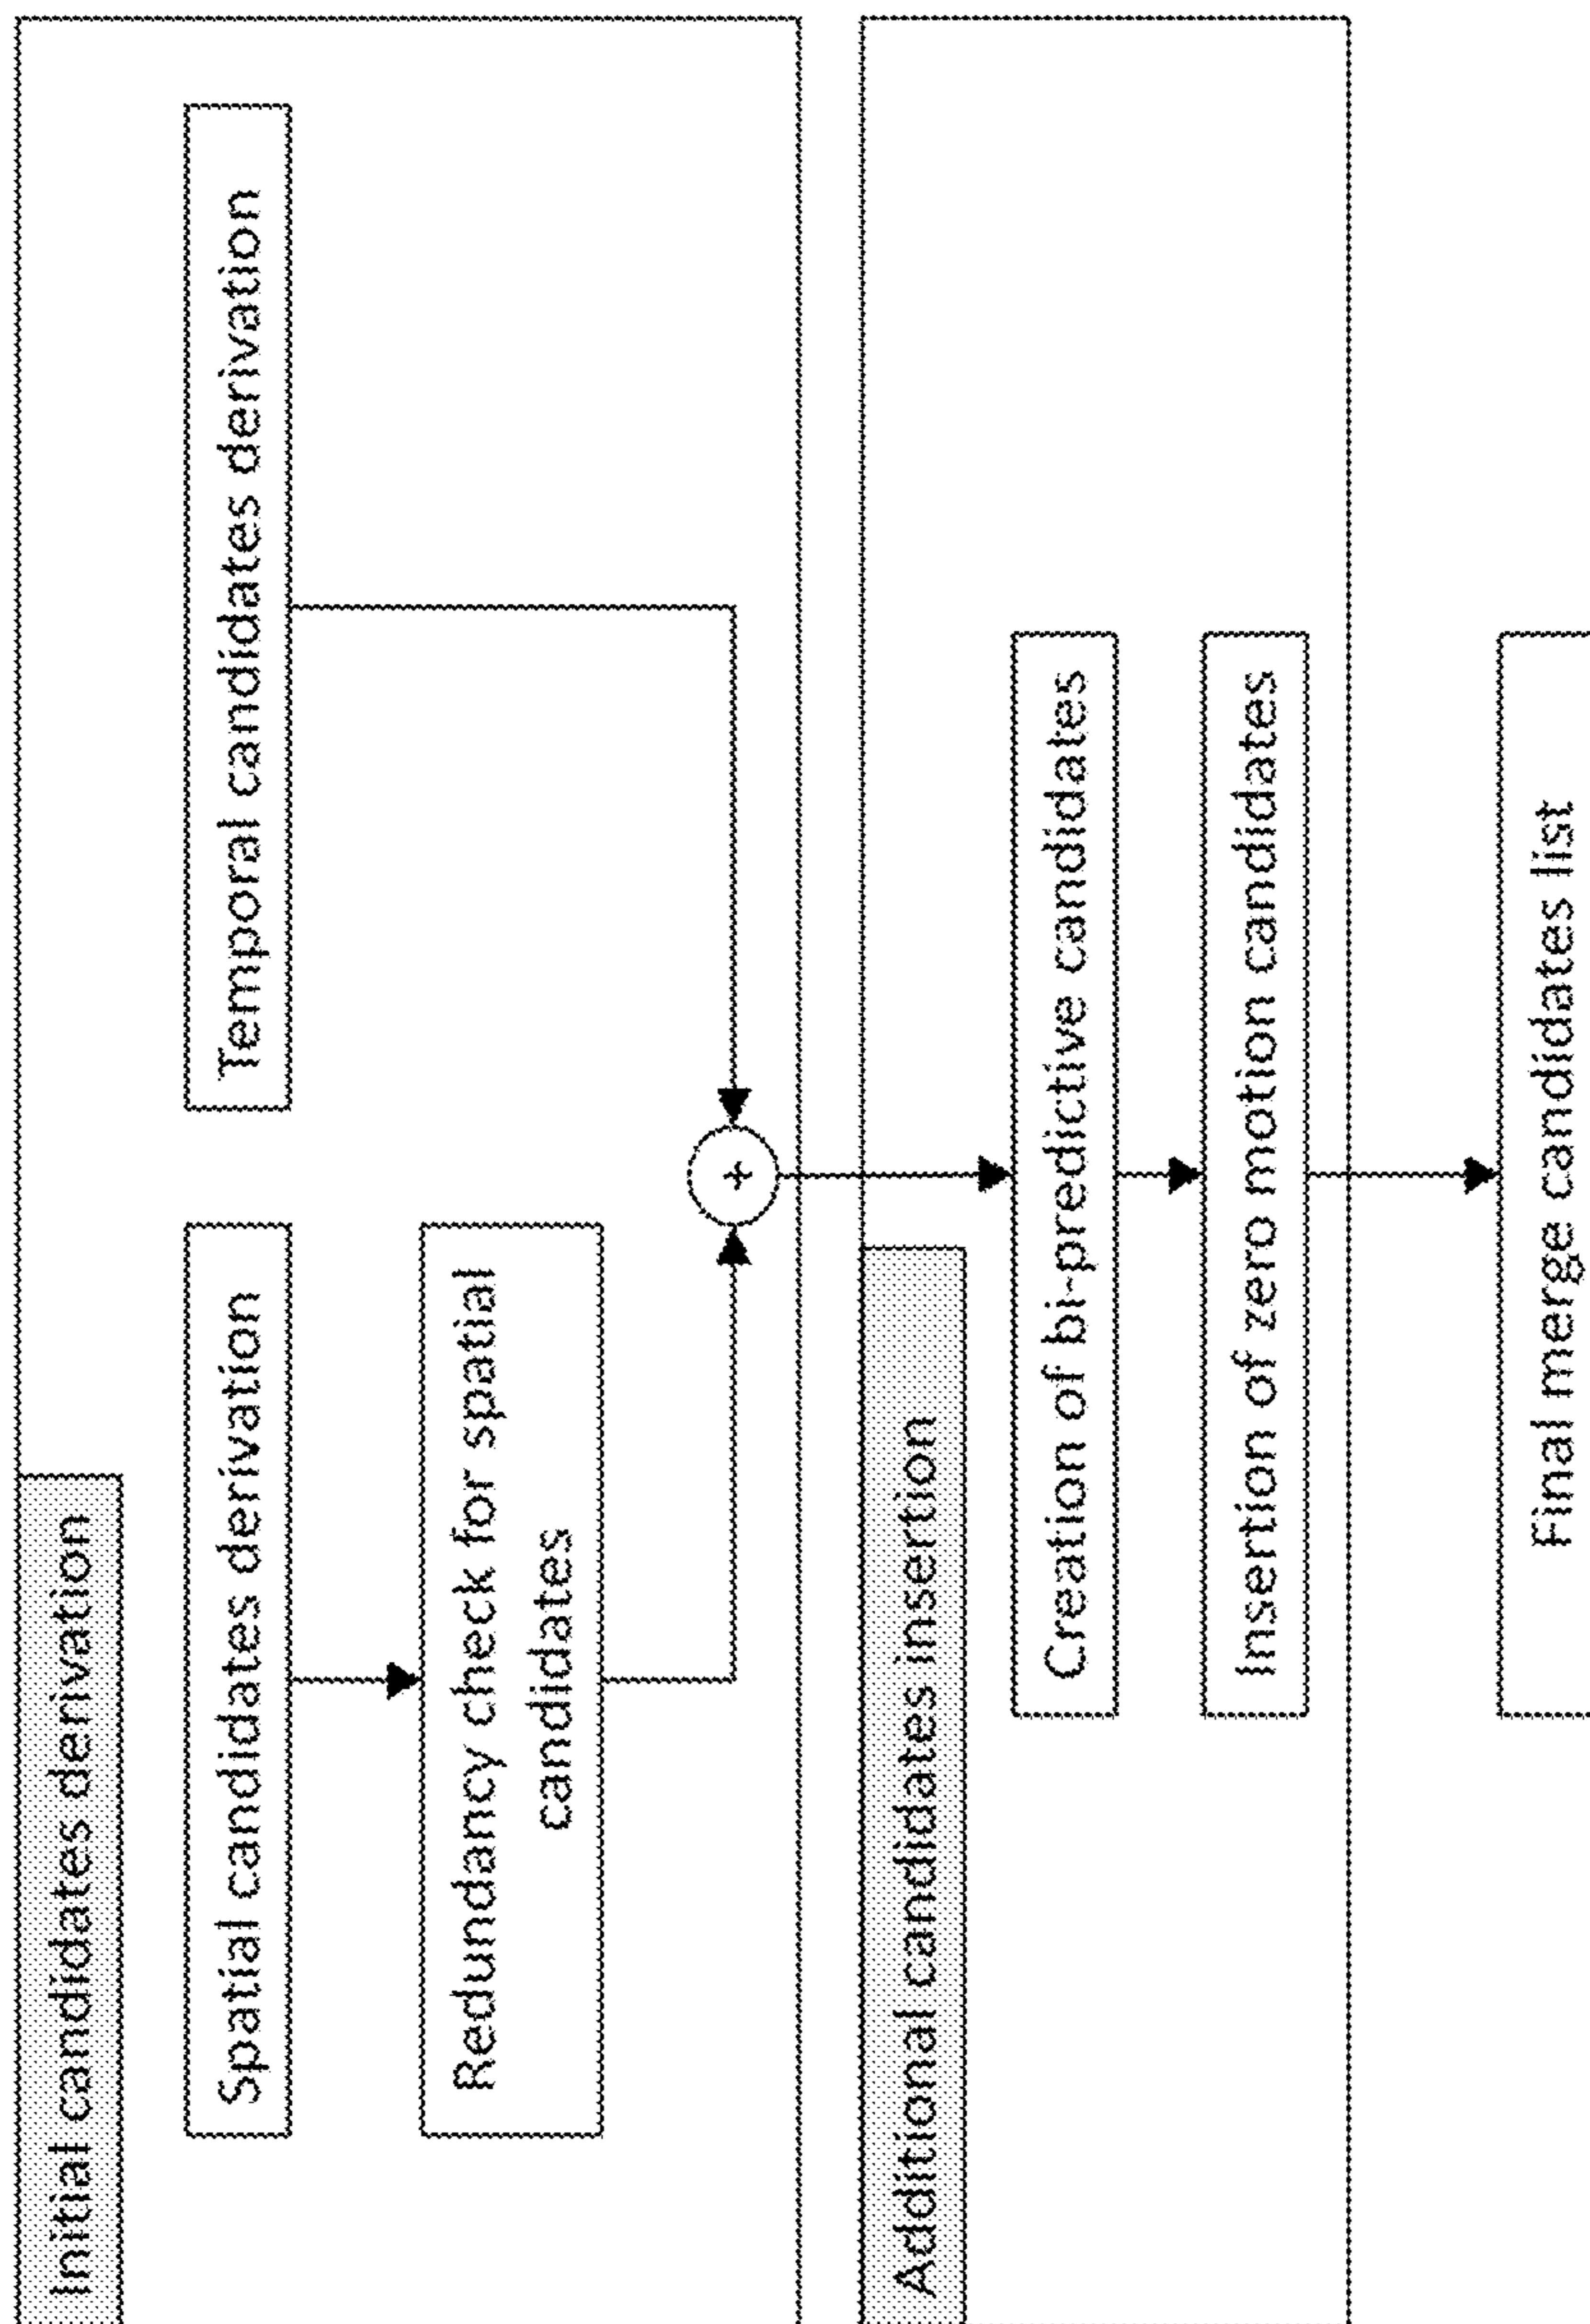 Initial candidates derivation
Spatial candidates derivation
Temporal candidates derivation
Redundancy check for spatial
candidates
+
Additional candidates insertion
Creation of bi-predictive candidates
Insertion of zero motion candidates
Final merge candidates list